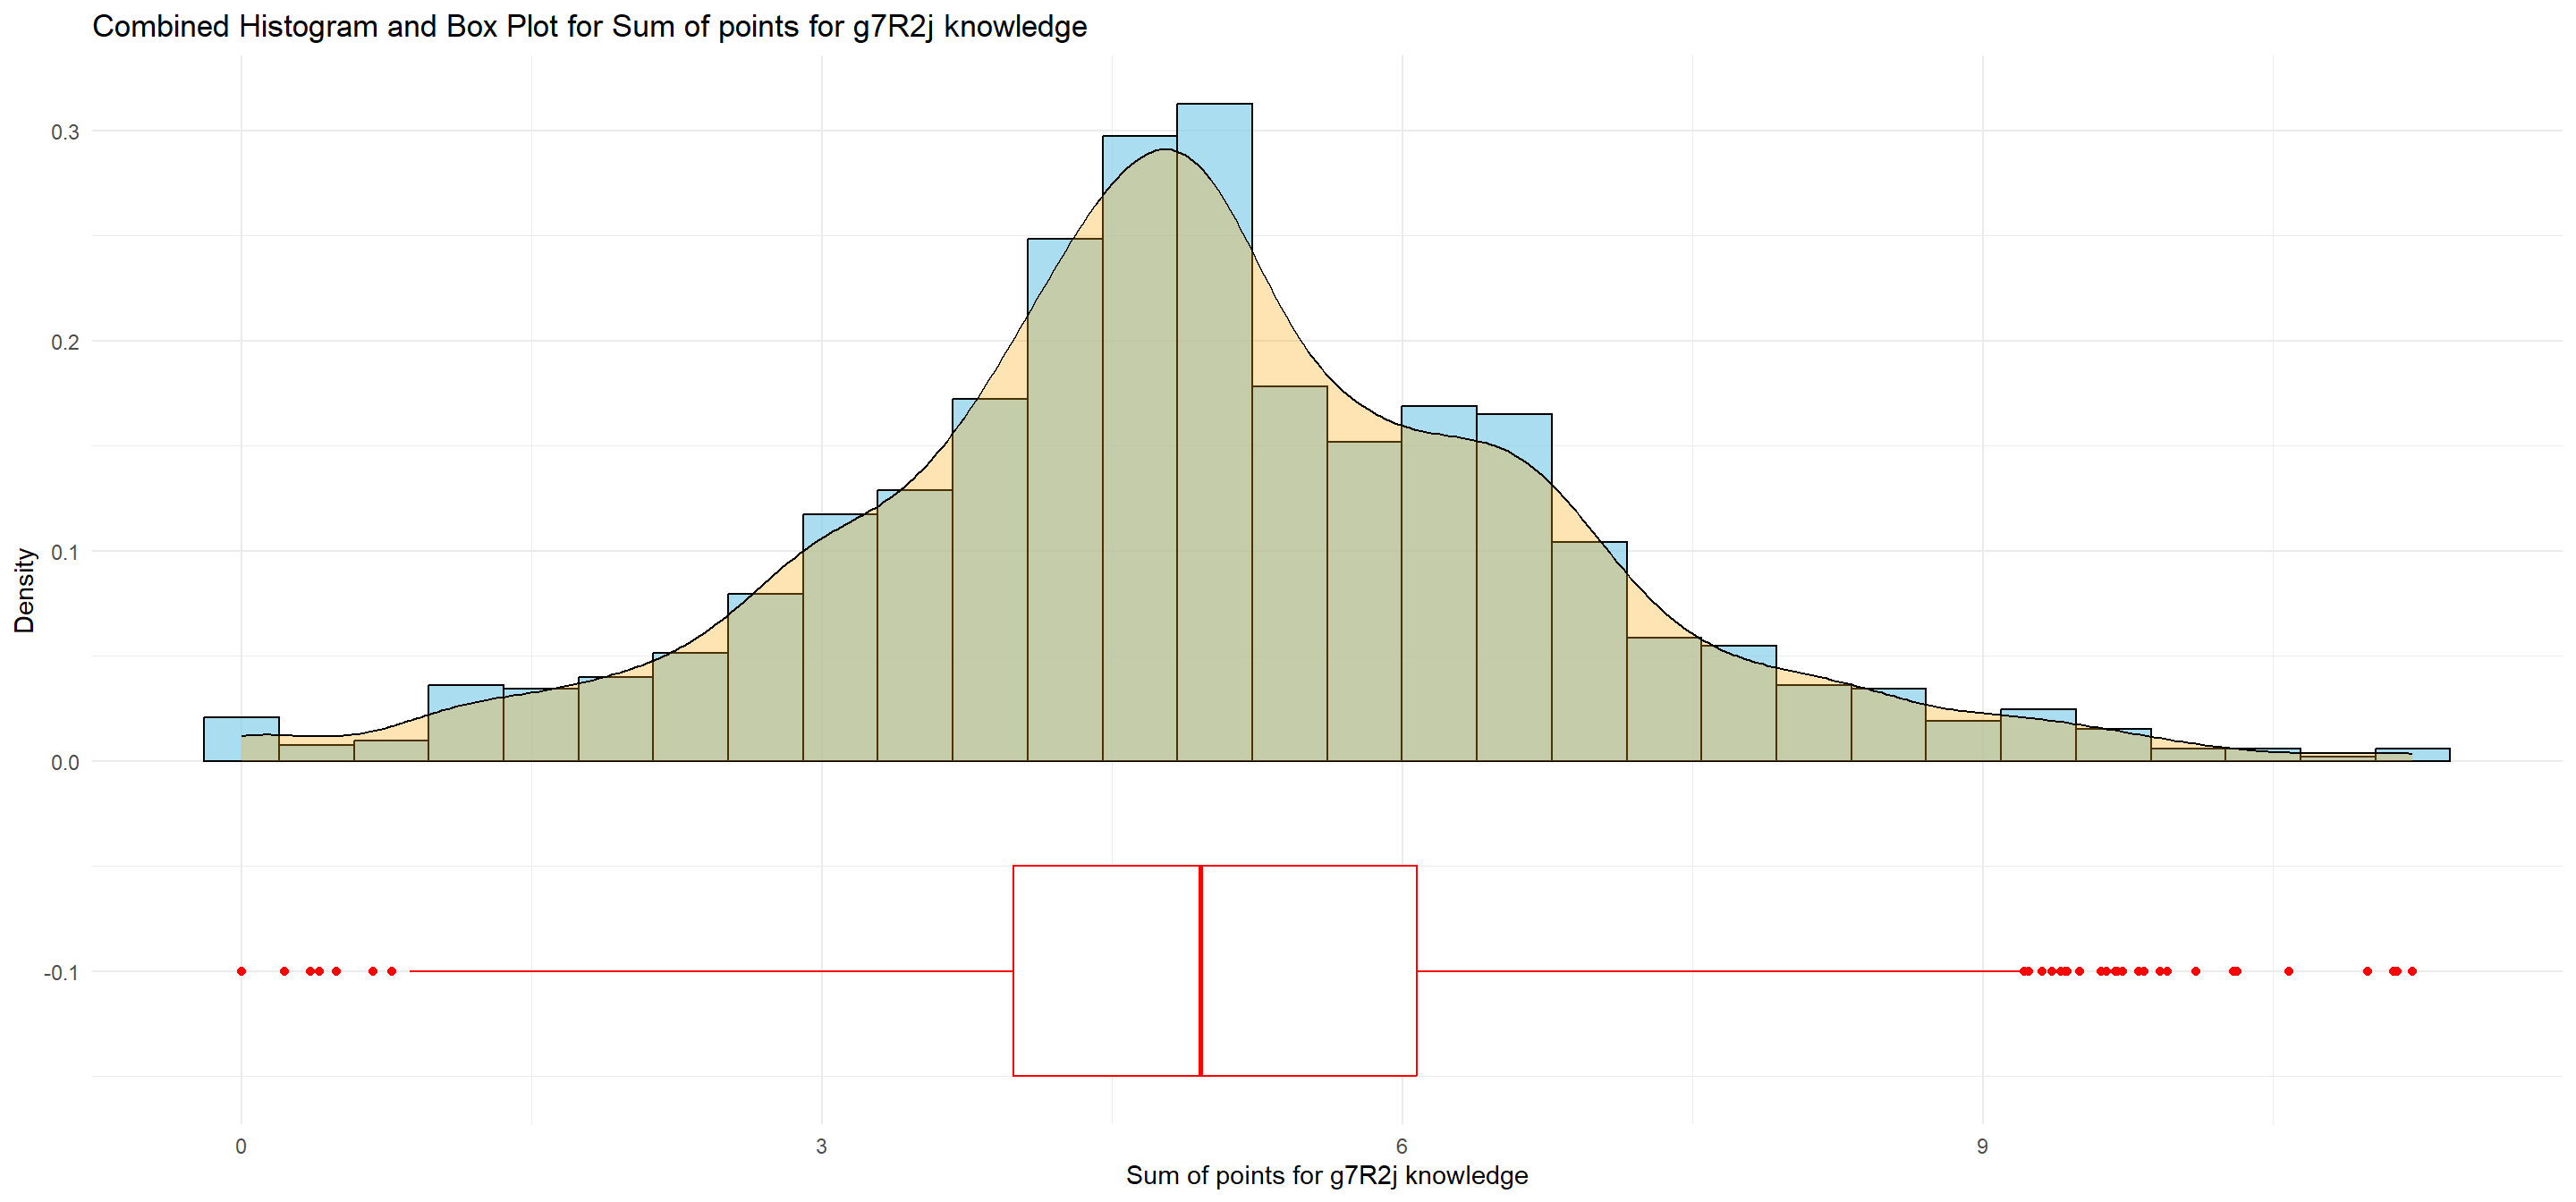 Combined Histogram and Box Plot for Sum of points for g7R2j knowledge
0.3
0.2
0.1
0.0
-0.1
Density
0 3 6 9
Sum of points for g7R2j knowledge